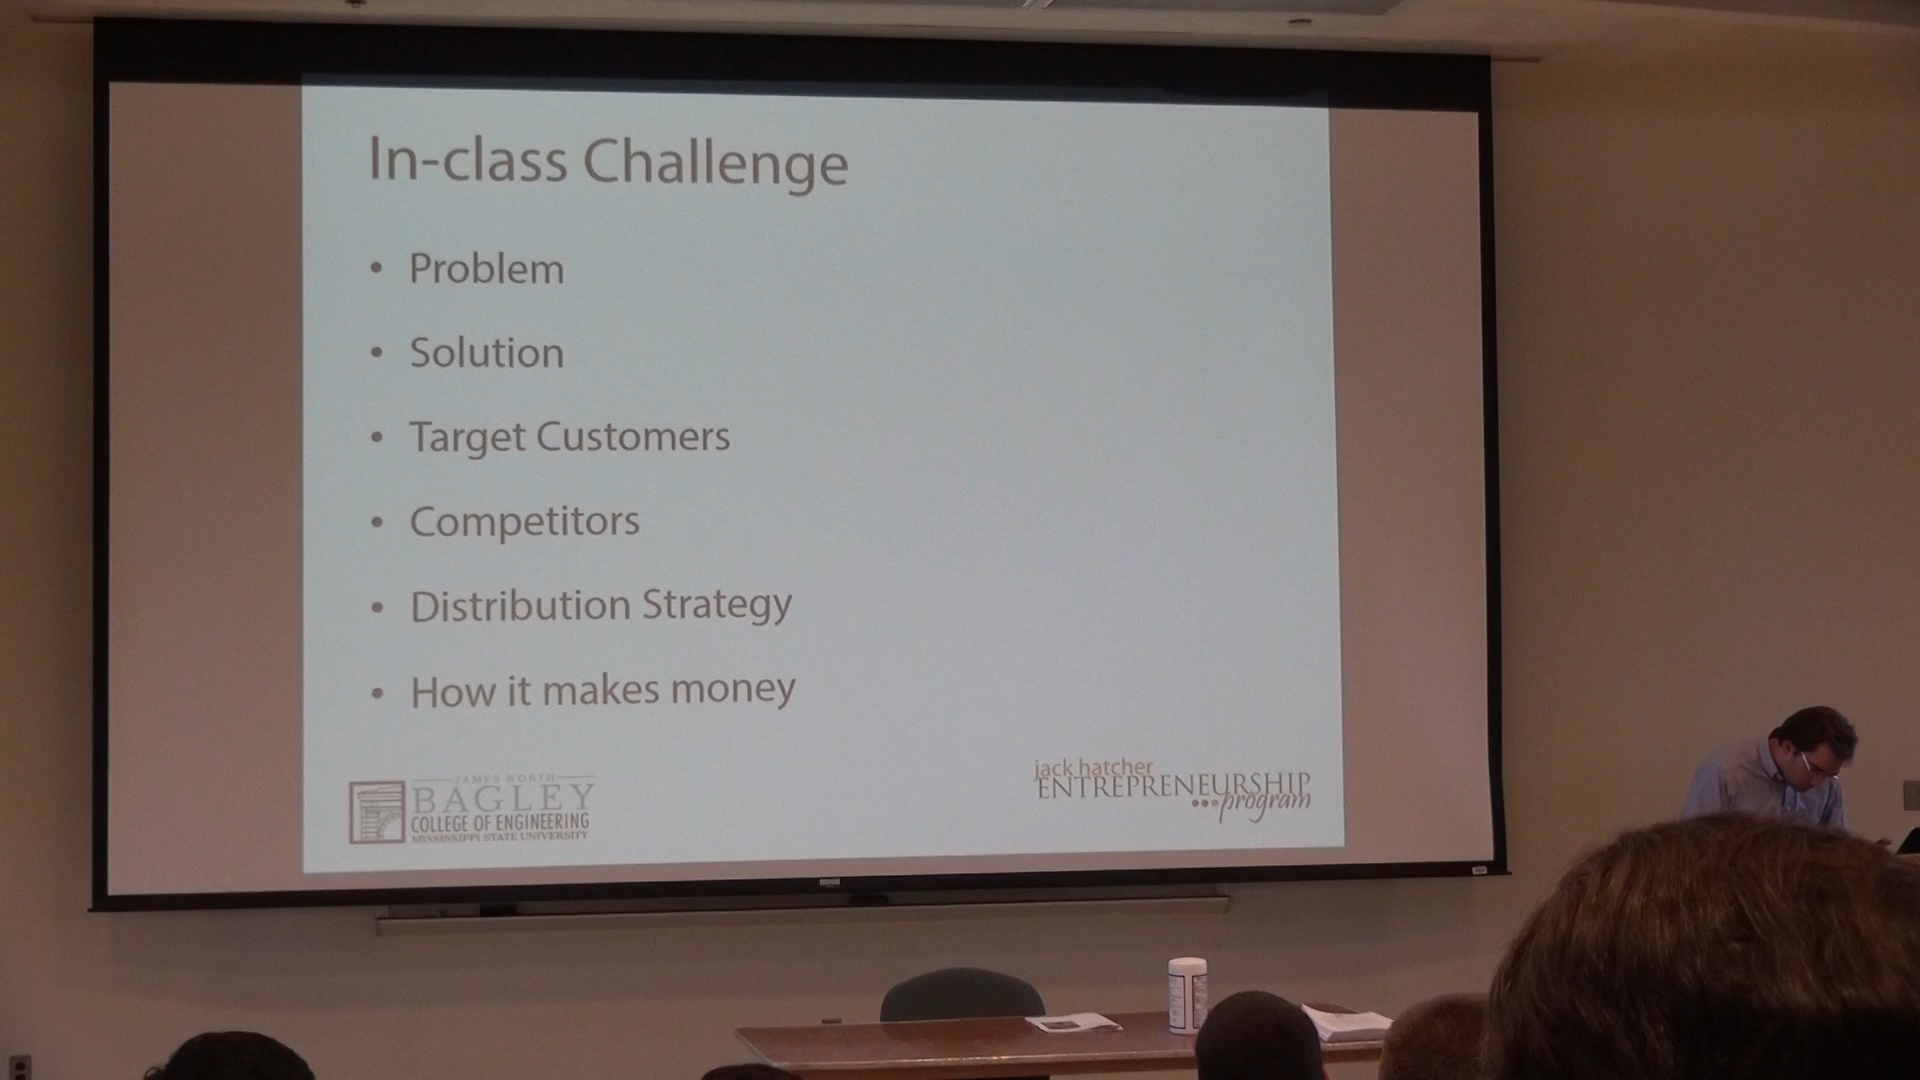 In-class Challenge
• Problem
• Solution
• Target Customers
• Competitors
• Distribution Strategy
• How it makes money
JAMES WORTH
BAGLEY
COLLEGE OF ENGINEERING
MISSISSIPPI STATE UNIVERSITY
jack hatcher
ENTREPRENEURSHIP
program